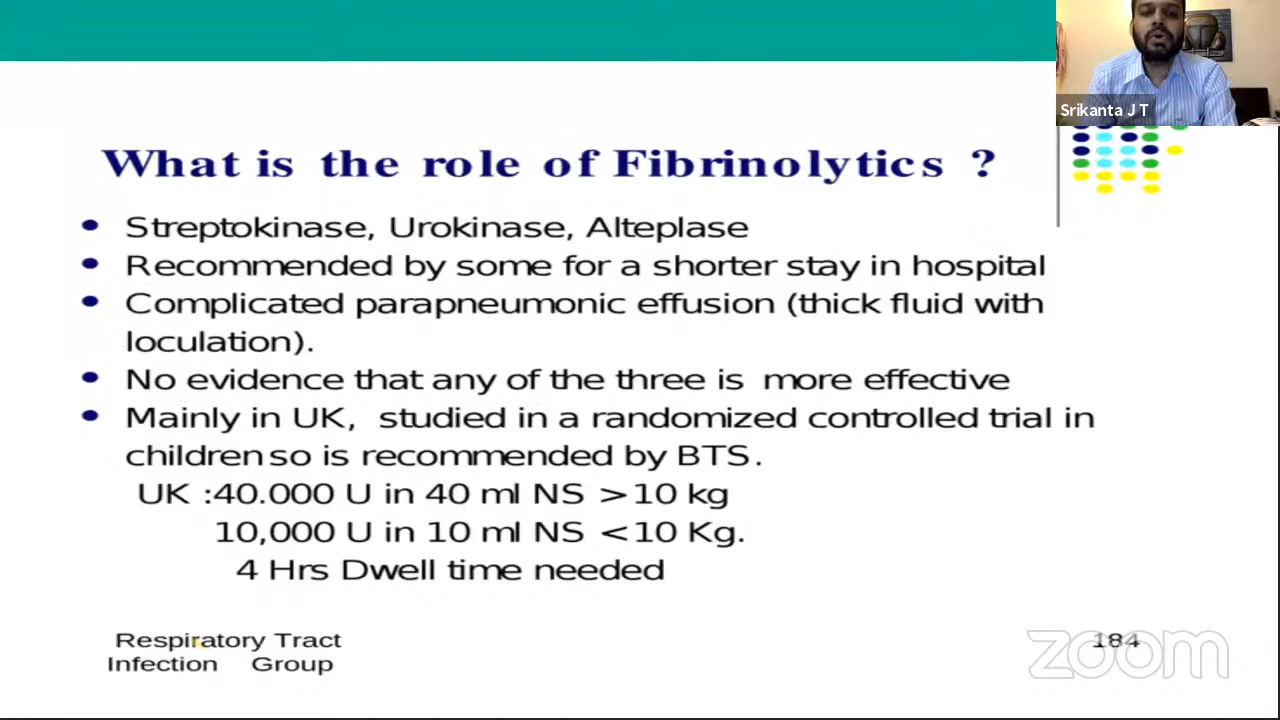 Srikanta J T
What is the role of Fibrinolytics ?
Streptokinase, Urokinase, Alteplase
Recommended by some for a shorter stay in hospital
Complicated parapneumonic effusion (thick fluid with
loculation).
No evidence that any of the three is more effective
Mainly in UK, studied in a randomized controlled trial in
children so is recommended by BTS.
UK :40.000 U in 40 ml NS >10 kg
10,000 U in 10 ml NS <10 Kg.
4 Hrs Dwell time needed
Respiratory Tract
Infection Group
184
zoom